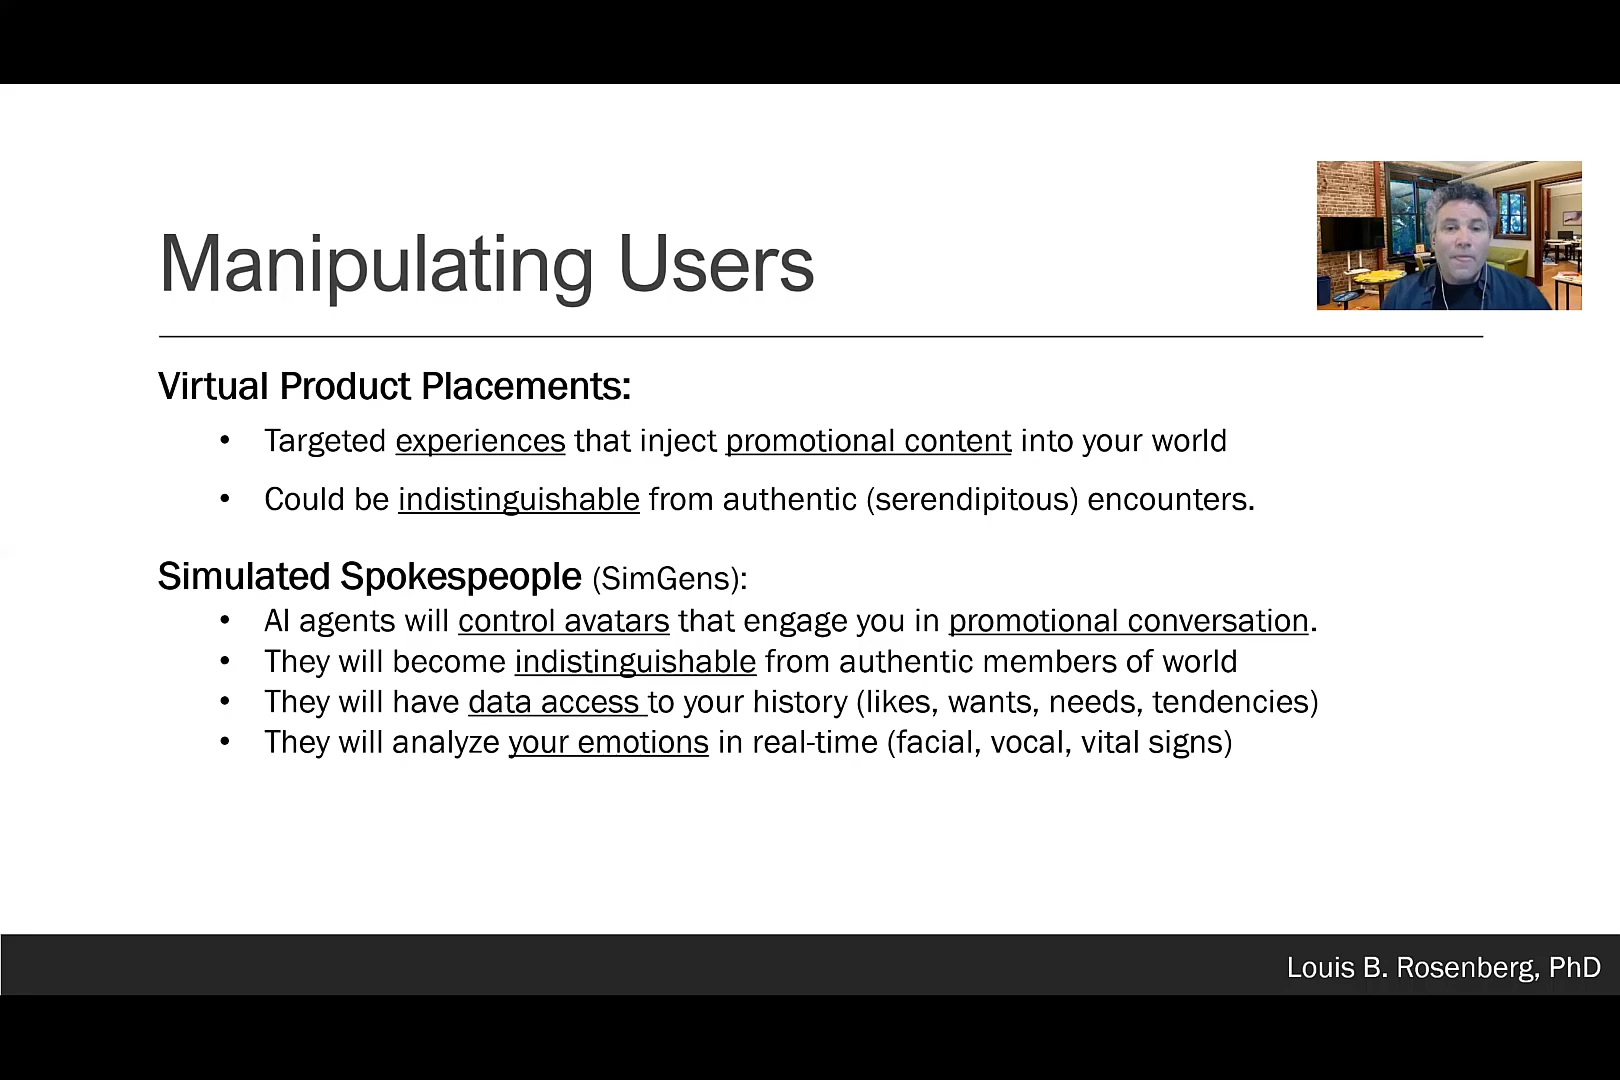 Manipulating Users
Virtual Product Placements:
• Targeted experiences that inject promotional content into your world
• Could be indistinguishable from authentic (serendipitous) encounters.
Simulated Spokespeople (SimGens):
• AI agents will control avatars that engage you in promotional conversation.
• They will become indistinguishable from authentic members of world
• They will have data access to your history (likes, wants, needs, tendencies)
• They will analyze your emotions in real-time (facial, vocal, vital signs)
Louis B. Rosenberg, PhD